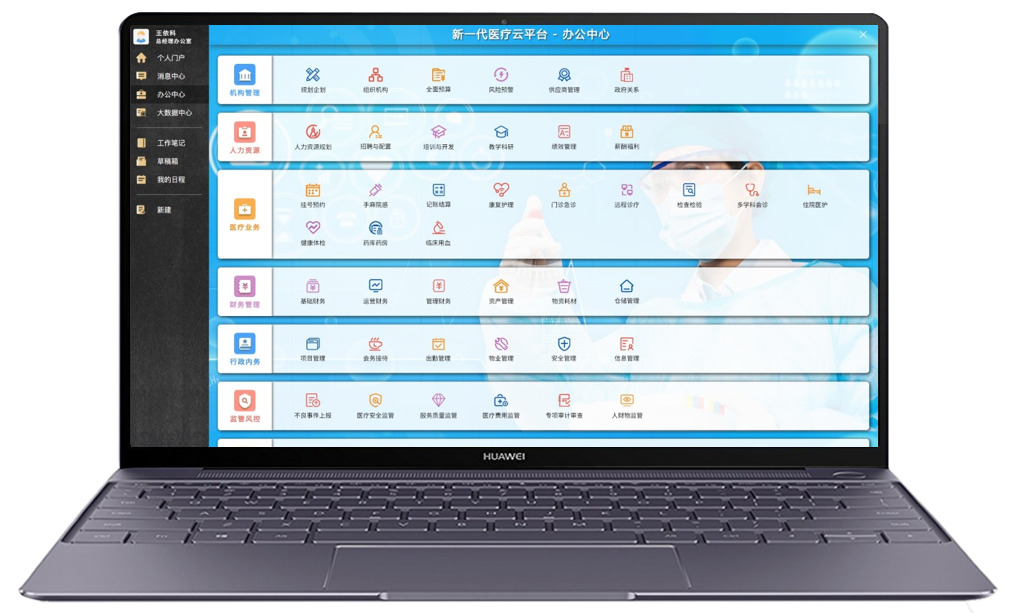 王依科
总经理办公室
个人门户
消息中心
办公中心
大数据中心
工作笔记
草稿箱
我的日程
新建
新一代医疗云平台 - 办公中心
机构管理
规划企划
组织机构
全面预算
风险预警
供应商管理
政府关系
人力资源
人力资源规划
招聘与配置
培训与开发
教学科研
绩效管理
薪酬福利
医疗业务
挂号预约
手麻院感
记账结算
康复护理
门诊急诊
远程诊疗
检查检验
多学科会诊
住院医护
健康体检
药库药房
临床用血
财务管理
基础财务
运营财务
管理财务
资产管理
物资耗材
仓储管理
行政内务
项目管理
会务接待
出勤管理
物业管理
安全管理
信息管理
监管风控
不良事件上报
医疗安全监管
服务质量监管
医疗费用监管
专项审计审查
人财物监管
HUAWEI